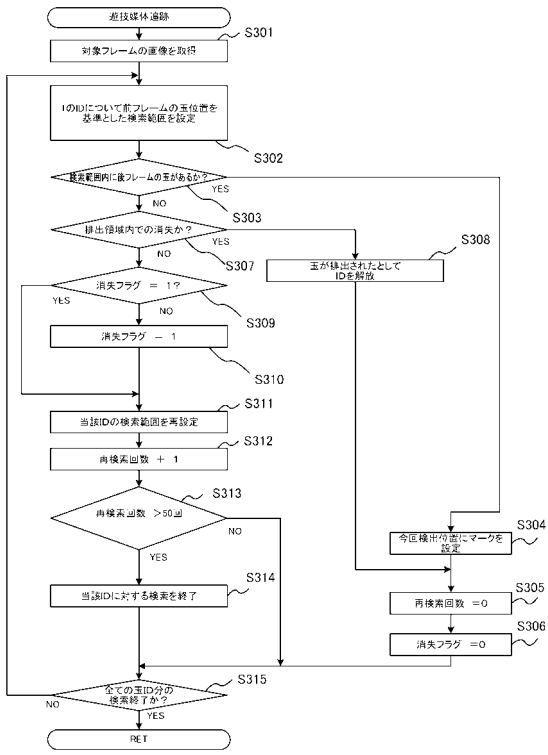 遊技媒体追跡
対象フレームの画像を取得
S301
1のIDについて前フレームの玉位置を
基準とした検索範囲を設定
S302
検索範囲内に後フレームの玉があるか?
YES
NO
S303
排出領域内での消失か?
YES
NO
S307
S308
玉が排出されたとして
IDを解放
消失フラグ = 1?
YES
NO
S309
消失フラグ = 1
S310
当該IDの検索範囲を再設定
S311
再検索回数 + 1
S312
再検索回数 >50回
S313
NO
YES
今回検出位置にマークを
設定
S304
当該IDに対する検索を終了
S314
再検索回数 =0
S305
消失フラグ =0
S306
全ての玉ID分の
検索終了か?
S315
NO
YES
RET